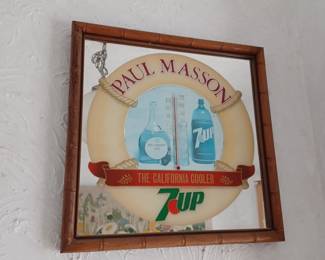 PAUL MASSON
7UP
THE CALIFORNIA COOLER
7UP